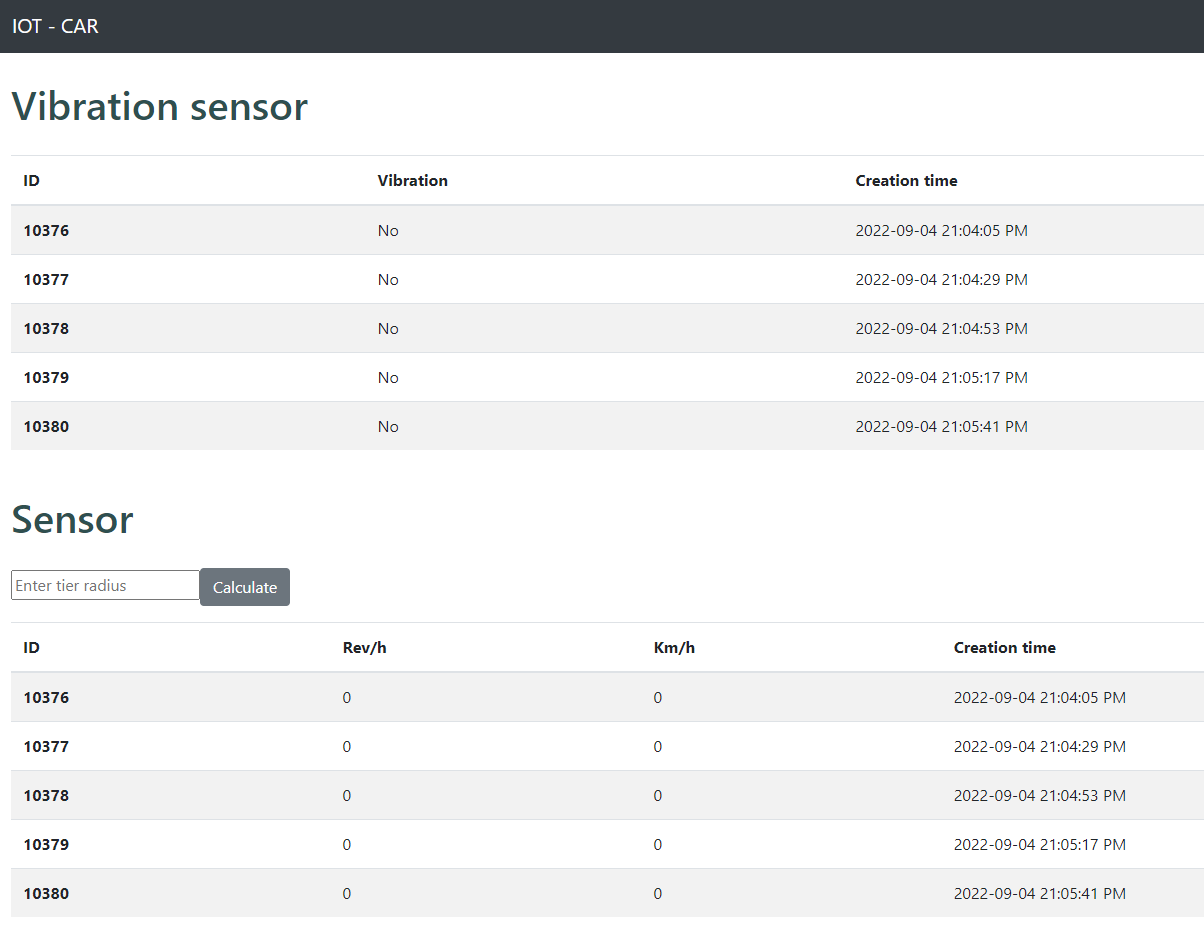 IOT - CAR
Vibration sensor
ID Vibration Creation time
10376 No 2022-09-04 21:04:05 PM
10377 No 2022-09-04 21:04:29 PM
10378 No 2022-09-04 21:04:53 PM
10379 No 2022-09-04 21:05:17 PM
10380 No 2022-09-04 21:05:41 PM
Sensor
Enter tier radius Calculate
ID Rev/h Km/h Creation time
10376 0 0 2022-09-04 21:04:05 PM
10377 0 0 2022-09-04 21:04:29 PM
10378 0 0 2022-09-04 21:04:53 PM
10379 0 0 2022-09-04 21:05:17 PM
10380 0 0 2022-09-04 21:05:41 PM